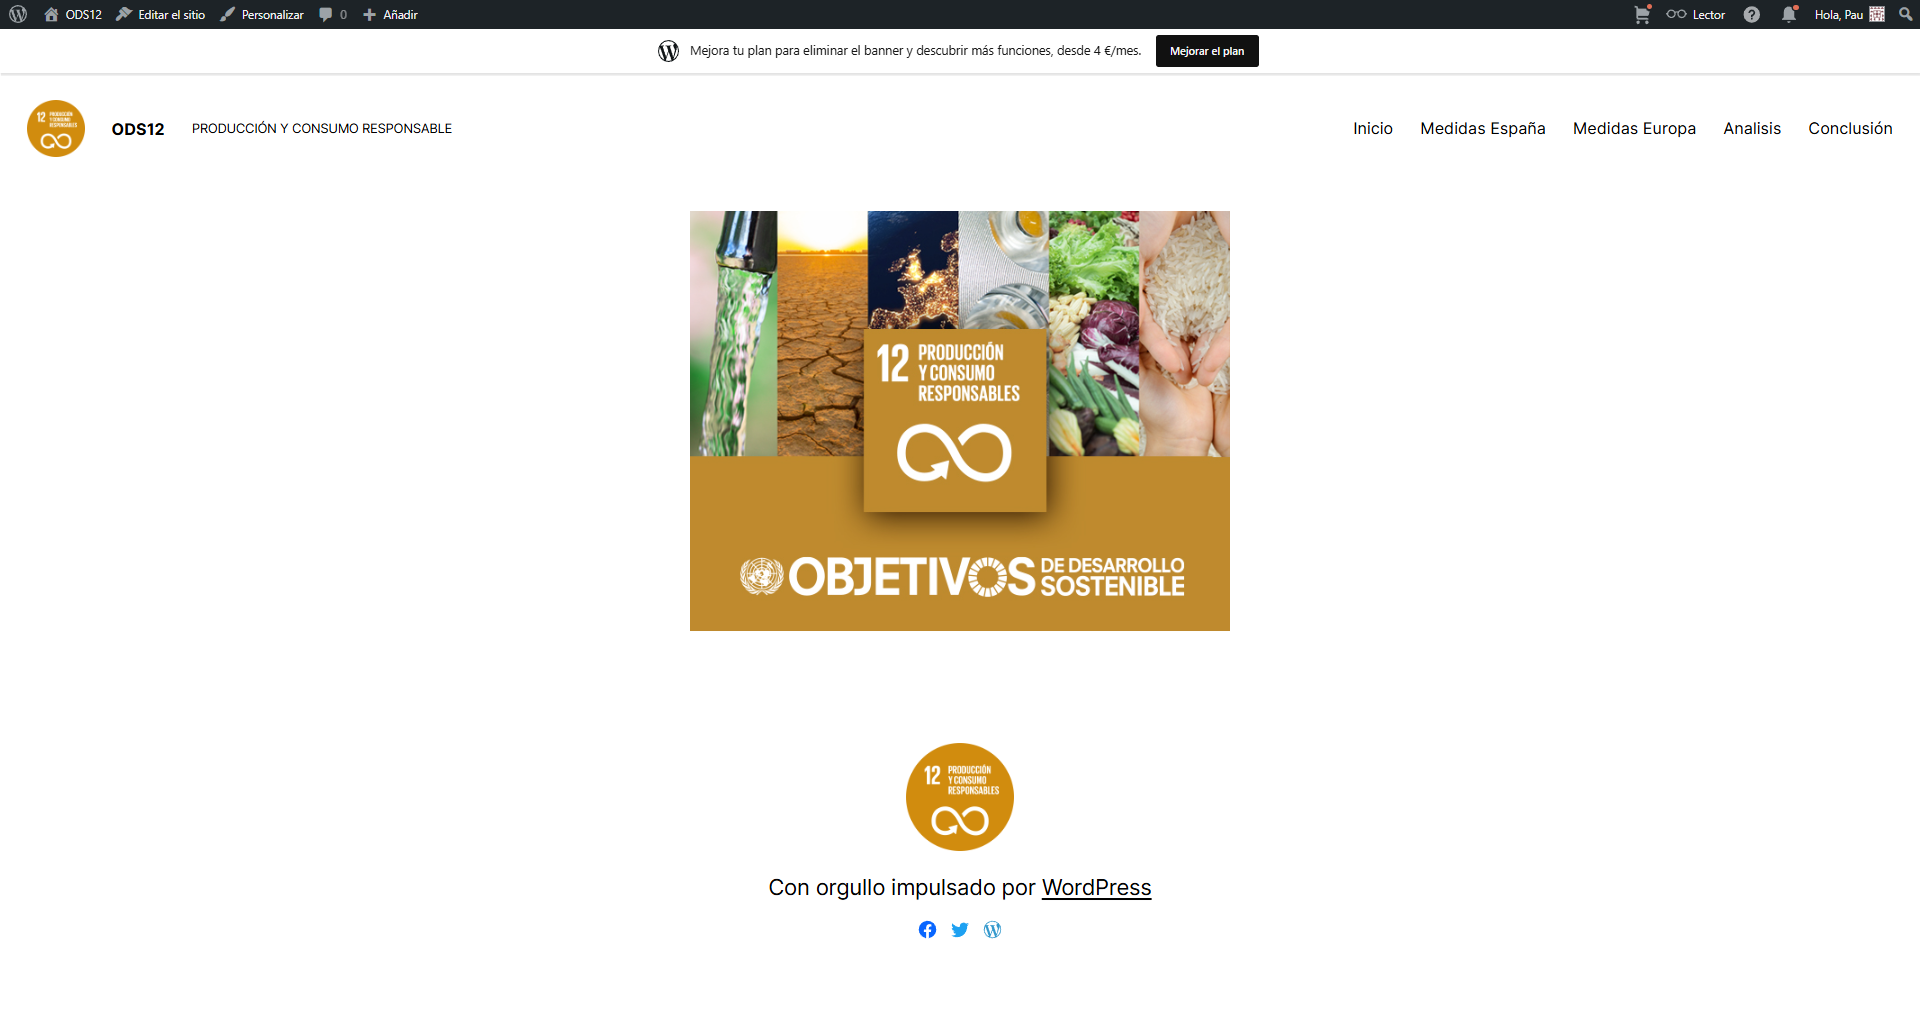 ODS12 Editar el sitio Personalizar 0 Añadir Lector Hola, Pau
Mejora tu plan para eliminar el banner y descubrir más funciones, desde 4 €/mes. Mejorar el plan
12 PRODUCCIÓN
Y CONSUMO
RESPONSABLES
ODS12 PRODUCCIÓN Y CONSUMO RESPONSABLE Inicio Medidas España Medidas Europa Analisis Conclusión
12 PRODUCCIÓN
Y CONSUMO
RESPONSABLES
OBJETIVOS DE DESARROLLO
SOSTENIBLE
12 PRODUCCIÓN
Y CONSUMO
RESPONSABLES
Con orgullo impulsado por WordPress